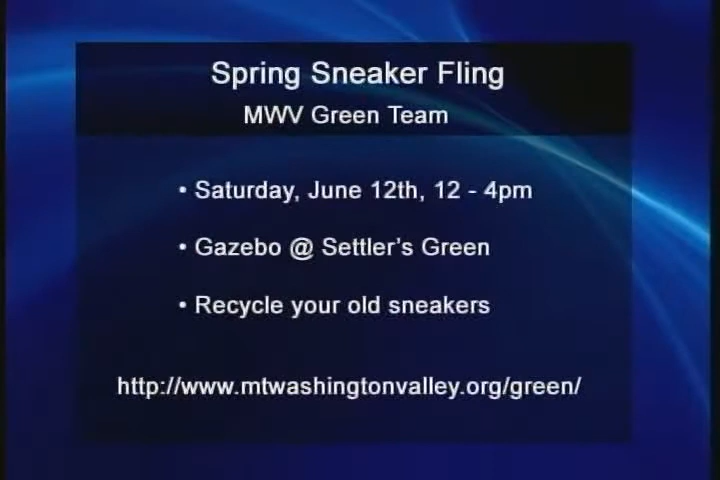 Spring Sneaker Fling
MWV Green Team
• Saturday, June 12th, 12 - 4pm
• Gazebo @ Settler's Green
• Recycle your old sneakers
http://www.mtwashingtonvalley.org/green/